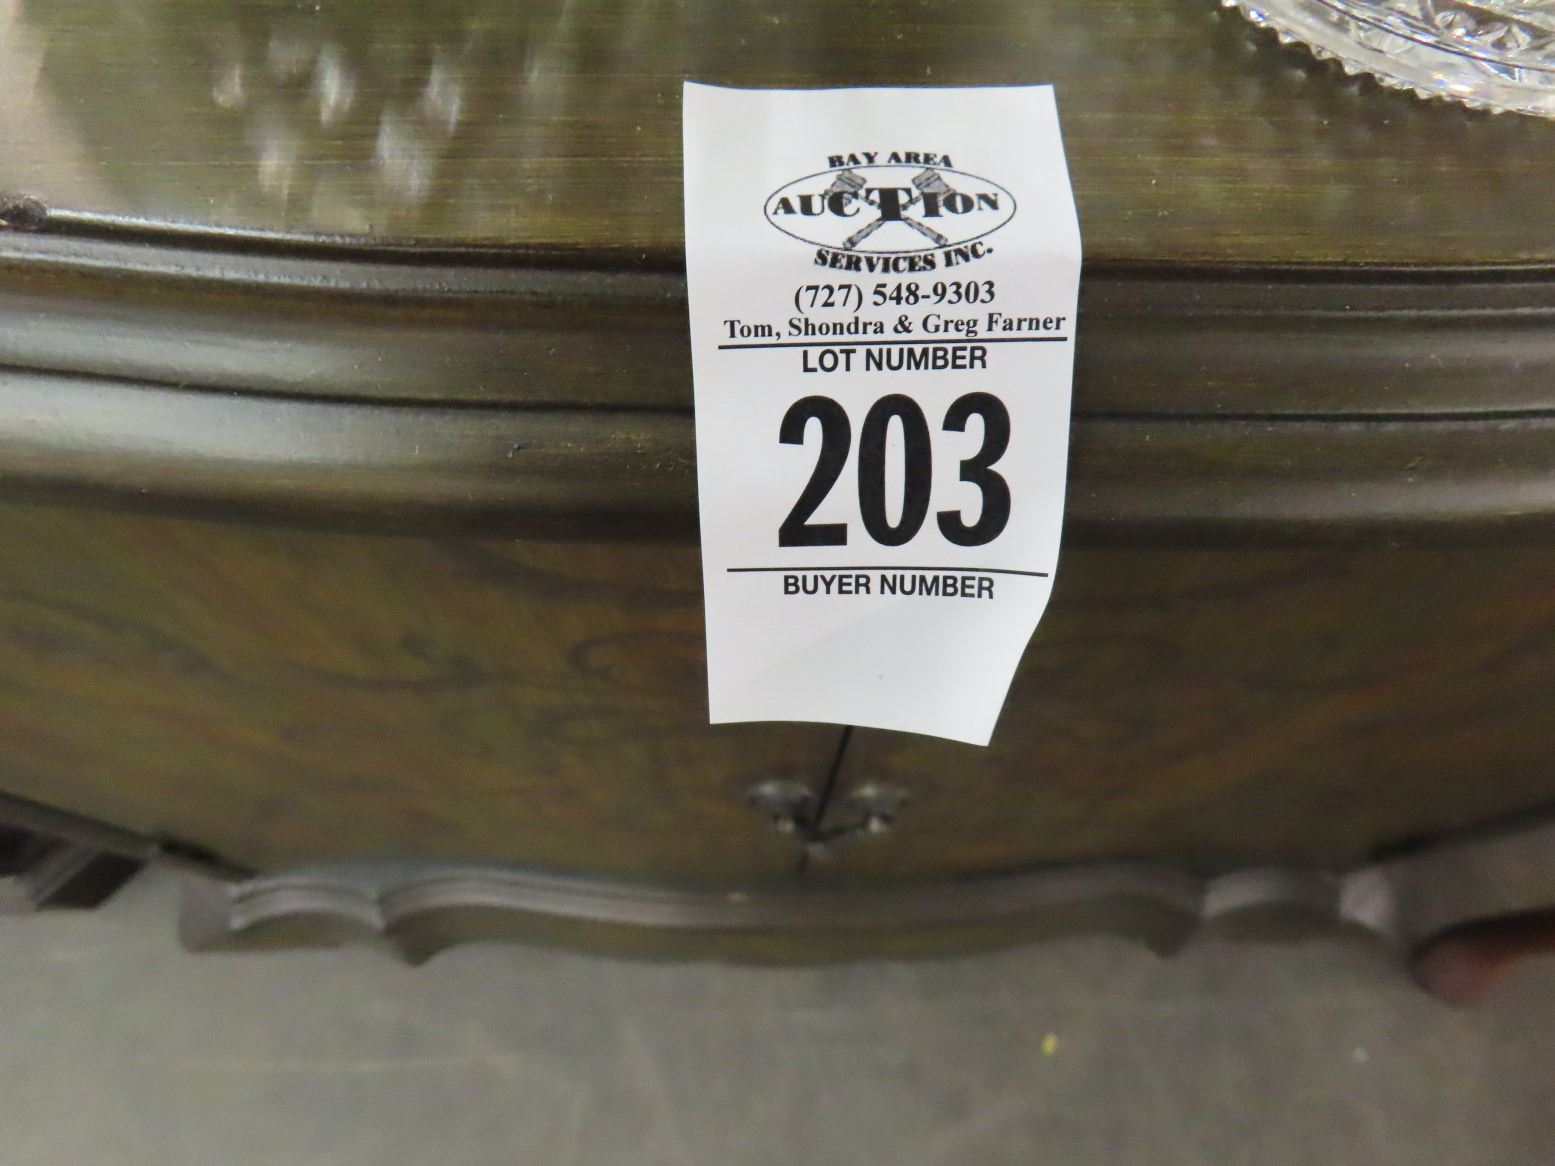 BAY AREA
AUCTION
SERVICES INC.
(727) 548-9303
Tom, Shondra & Greg Farner
LOT NUMBER
203
BUYER NUMBER